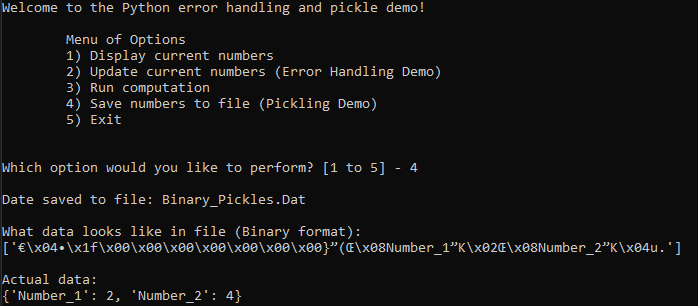 Welcome to the Python error handling and pickle demo!
Menu of Options
1) Display current numbers
2) Update current numbers (Error Handling Demo)
3) Run computation
4) Save numbers to file (Pickling Demo)
5) Exit
Which option would you like to perform? [1 to 5] - 4
Date saved to file: Binary_Pickles.Dat
What data looks like in file (Binary format):
['€\x04•\x1f\x00\x00\x00\x00\x00\x00\x00}”(Œ\x08Number_1”K\x02Œ\x08Number_2”K\x04u.']
Actual data:
{'Number_1': 2, 'Number_2': 4}